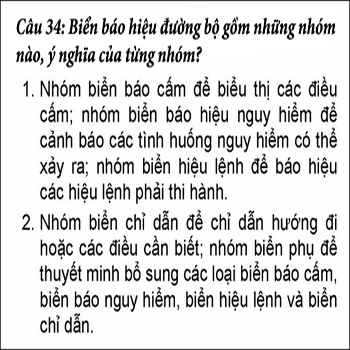 Câu 34: Biển báo hiệu đường bộ gồm những nhóm
nào, ý nghĩa của từng nhóm?
1. Nhóm biển báo cấm để biểu thị các điều
cấm; nhóm biển báo hiệu nguy hiểm để
cảnh báo các tình huống nguy hiểm có thể
xảy ra; nhóm biển hiệu lệnh để báo hiệu
các hiệu lệnh phải thi hành.
2. Nhóm biển chỉ dẫn để chỉ dẫn hướng đi
hoặc các điều cần biết; nhóm biển phụ để
thuyết minh bổ sung các loại biển báo cấm,
biển báo nguy hiểm, biển hiệu lệnh và biển
chỉ dẫn.